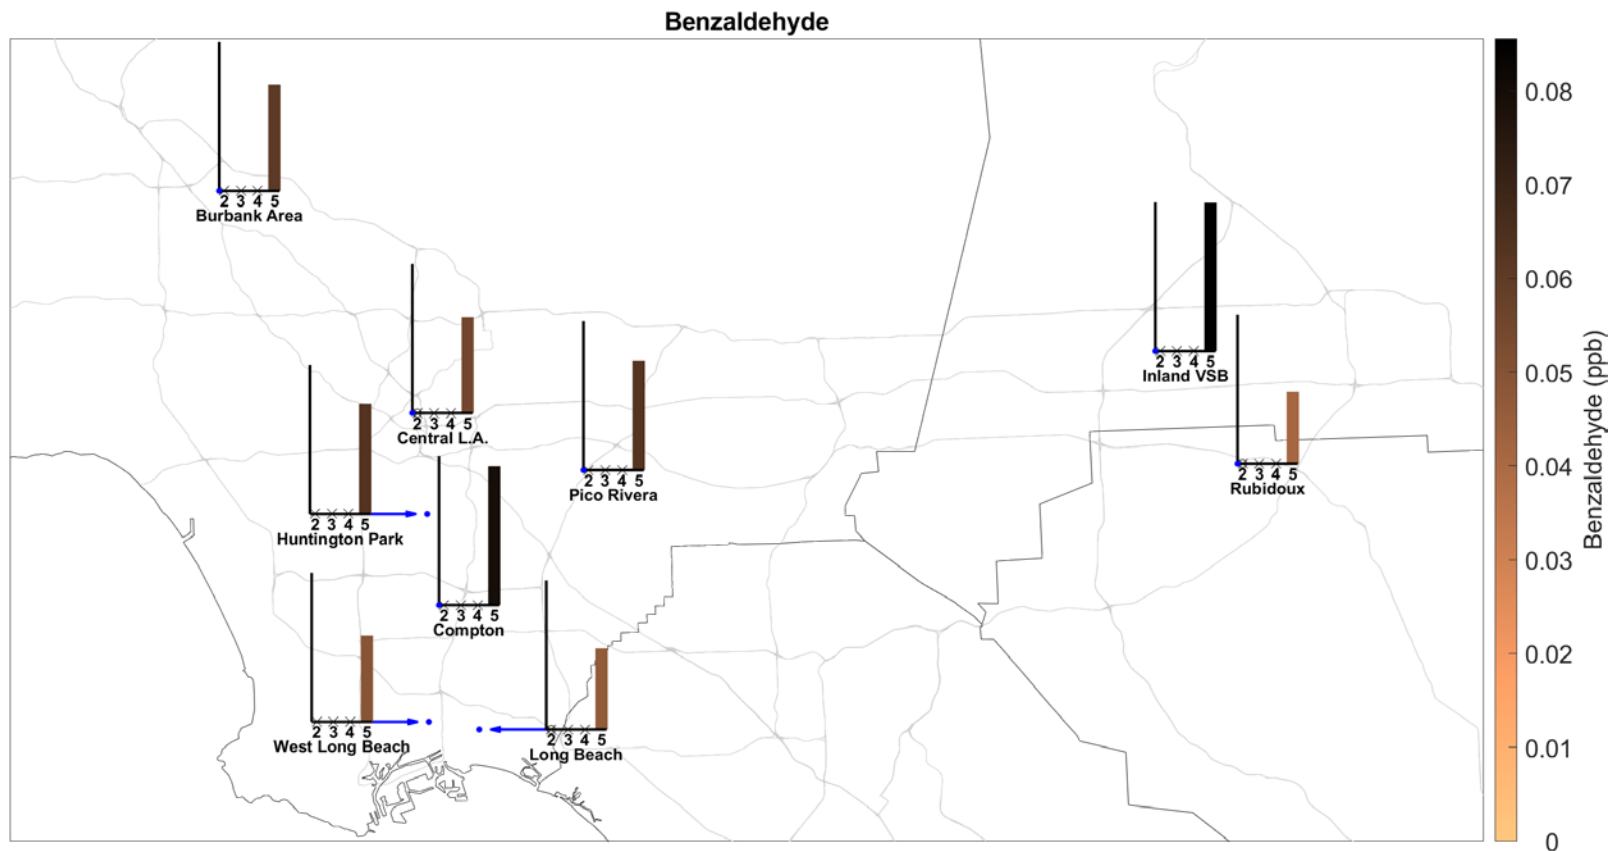 Benzaldehyde
2 3 4 5
Burbank Area
2 3 4 5
Inland VSB
2 3 4 5
Central L.A.
2 3 4 5
Pico Rivera
2 3 4 5
Rubidoux
2 3 4 5
Huntington Park
2 3 4 5
Compton
2 3 4 5
West Long Beach
2 3 4 5
Long Beach
0.08
0.07
0.06
0.05
0.04
0.03
0.02
0.01
0
Benzaldehyde (ppb)